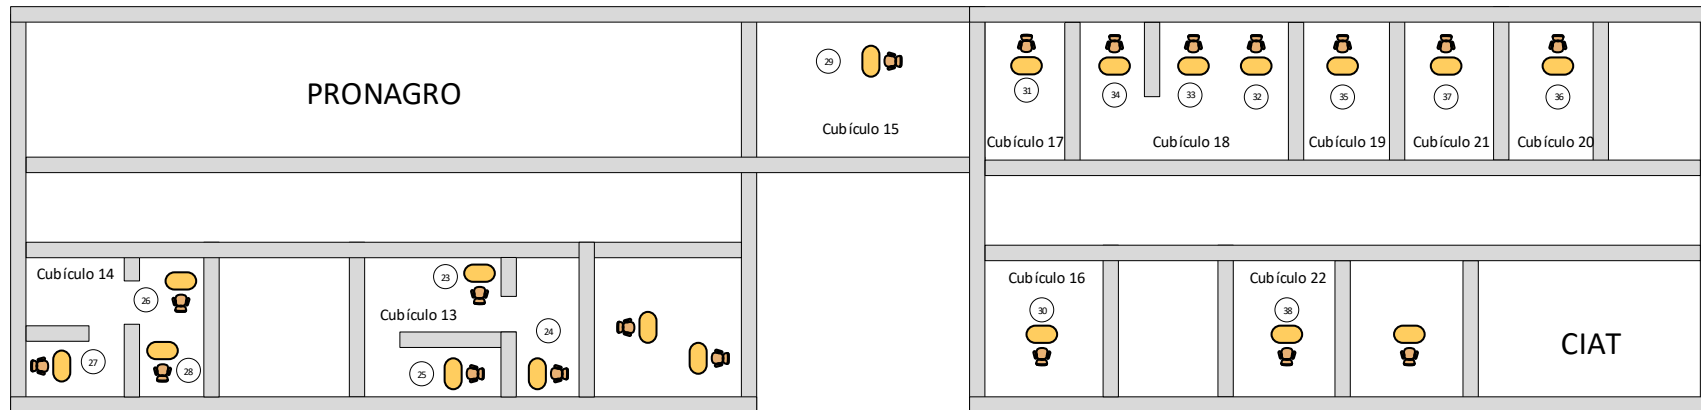 PRONAGRO
29
Cubículo 15
31
34
33
32
35
37
36
Cubículo 17
Cubículo 18
Cubículo 19
Cubículo 21
Cubículo 20
Cubículo 14
26
27
28
23
Cubículo 13
24
25
Cubículo 16
30
Cubículo 22
38
CIAT